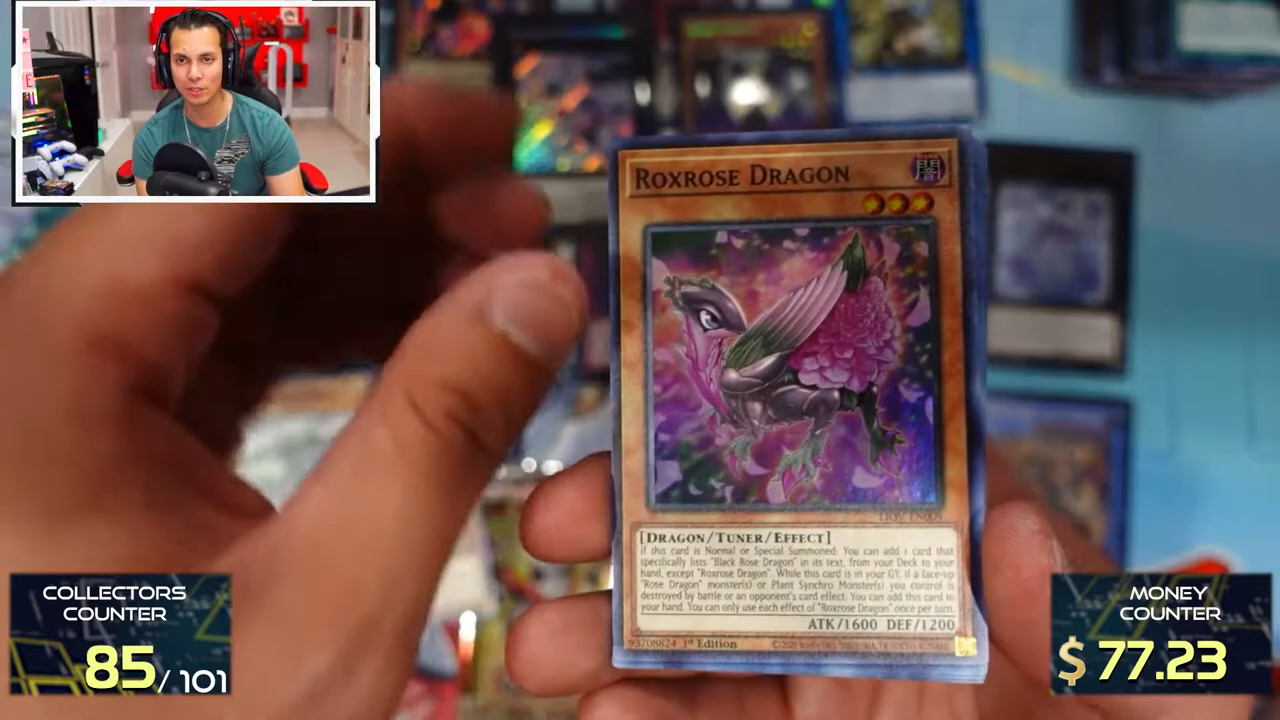 ROXROSE DRAGON
闇
[DRAGON/TUNER/EFFECT]
If this card is Normal or Special Summoned: You can add 1 card that
specifically lists "Black Rose Dragon" in its text, from your Deck to your
hand, except "Roxrose Dragon". While this card is in your GY, if a face-up
"Rose Dragon" monster(s) or Plant Synchro Monster(s) you control is
destroyed by battle or an opponent's card effect: You can add this card to
your hand. You can only use each effect of "Roxrose Dragon" once per turn.
ATK/1600 DEF/1200
93708824 1st Edition
COLLECTORS
COUNTER
85/101
MONEY
COUNTER
$77.23